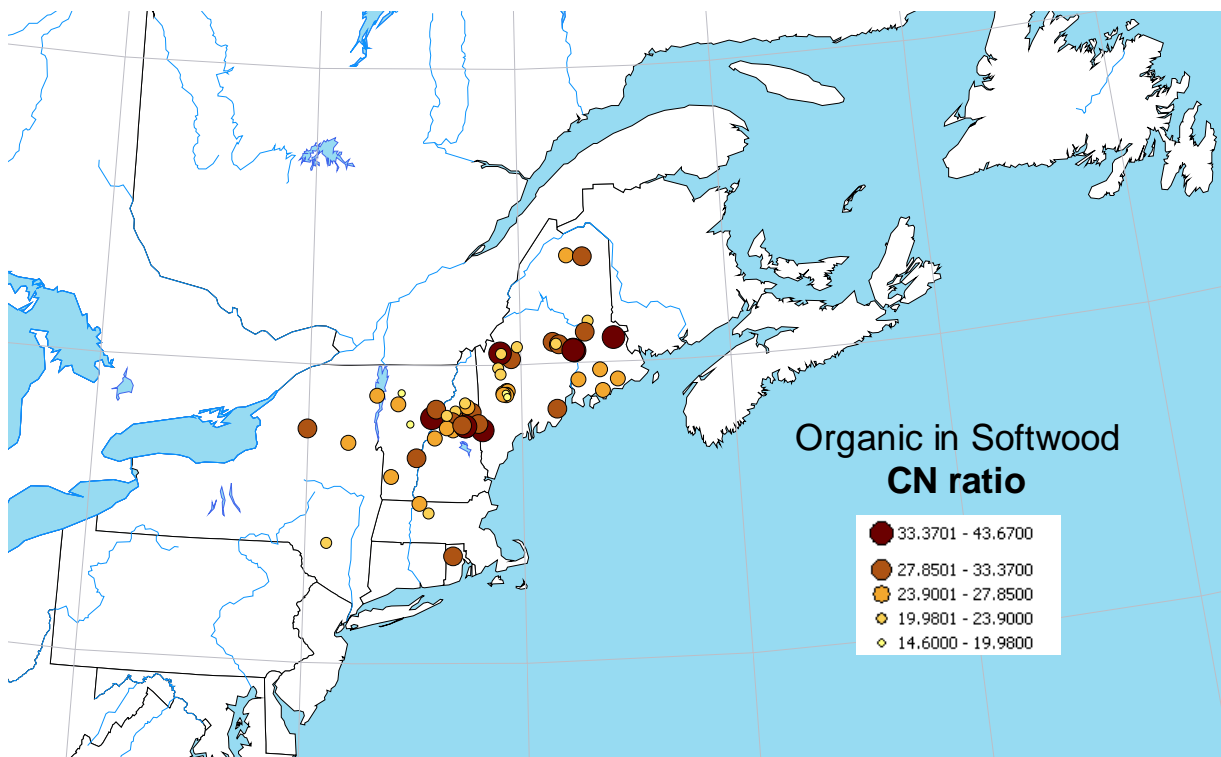 Organic in Softwood
CN ratio
33.3701 - 43.6700
27.8501 - 33.3700
23.9001 - 27.8500
19.9801 - 23.9000
14.6000 - 19.9800